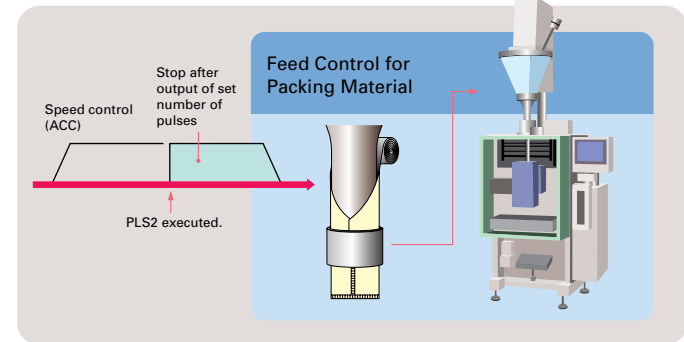 Feed Control for
Packing Material
Stop after
output of set
number of
pulses
Speed control
(ACC)
PLS2 executed.